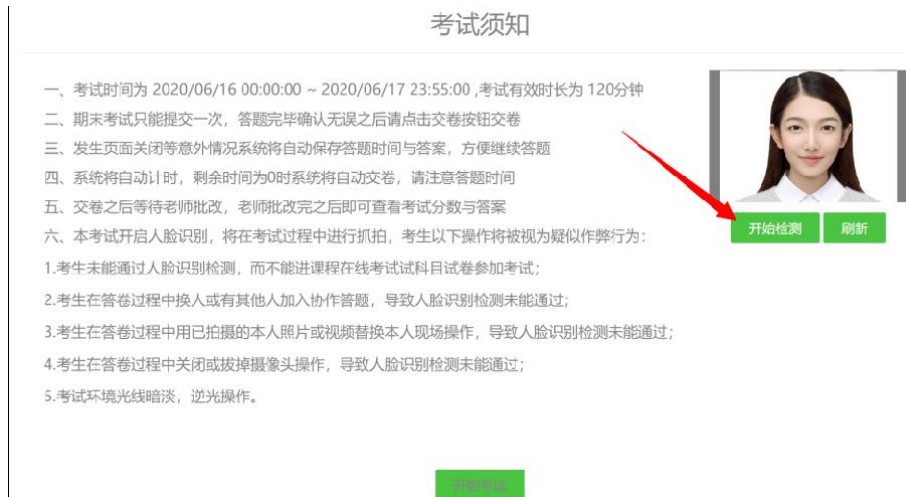 考试须知
一、考试时间为 2020/06/16 00:00:00 ~ 2020/06/17 23:55:00 ,考试有效时长为 120分钟
二、期末考试只能提交一次，答题完毕确认无误之后请点击交卷按钮交卷
三、发生页面关闭等意外情况系统将自动保存答题时间与答案，方便继续答题
四、系统将自动计时，剩余时间为0时系统将自动交卷，请注意答题时间
五、交卷之后等待老师批改，老师批改完之后即可查看考试分数与答案
六、本考试开启人脸识别，将在考试过程中进行抓拍，考生以下操作将被视为疑似作弊行为：
1.考生未能通过人脸识别检测，而不能进课程在线考试试科目试卷参加考试；
2.考生在答卷过程中换人或有其他人加入协作答题，导致人脸识别检测未能通过；
3.考生在答卷过程中用已拍摄的本人照片或视频替换本人现场操作，导致人脸识别检测未能通过；
4.考生在答卷过程中关闭或拔掉摄像头操作，导致人脸识别检测未能通过；
5.考试环境光线暗淡，逆光操作。
开始检测
刷新
开始考试